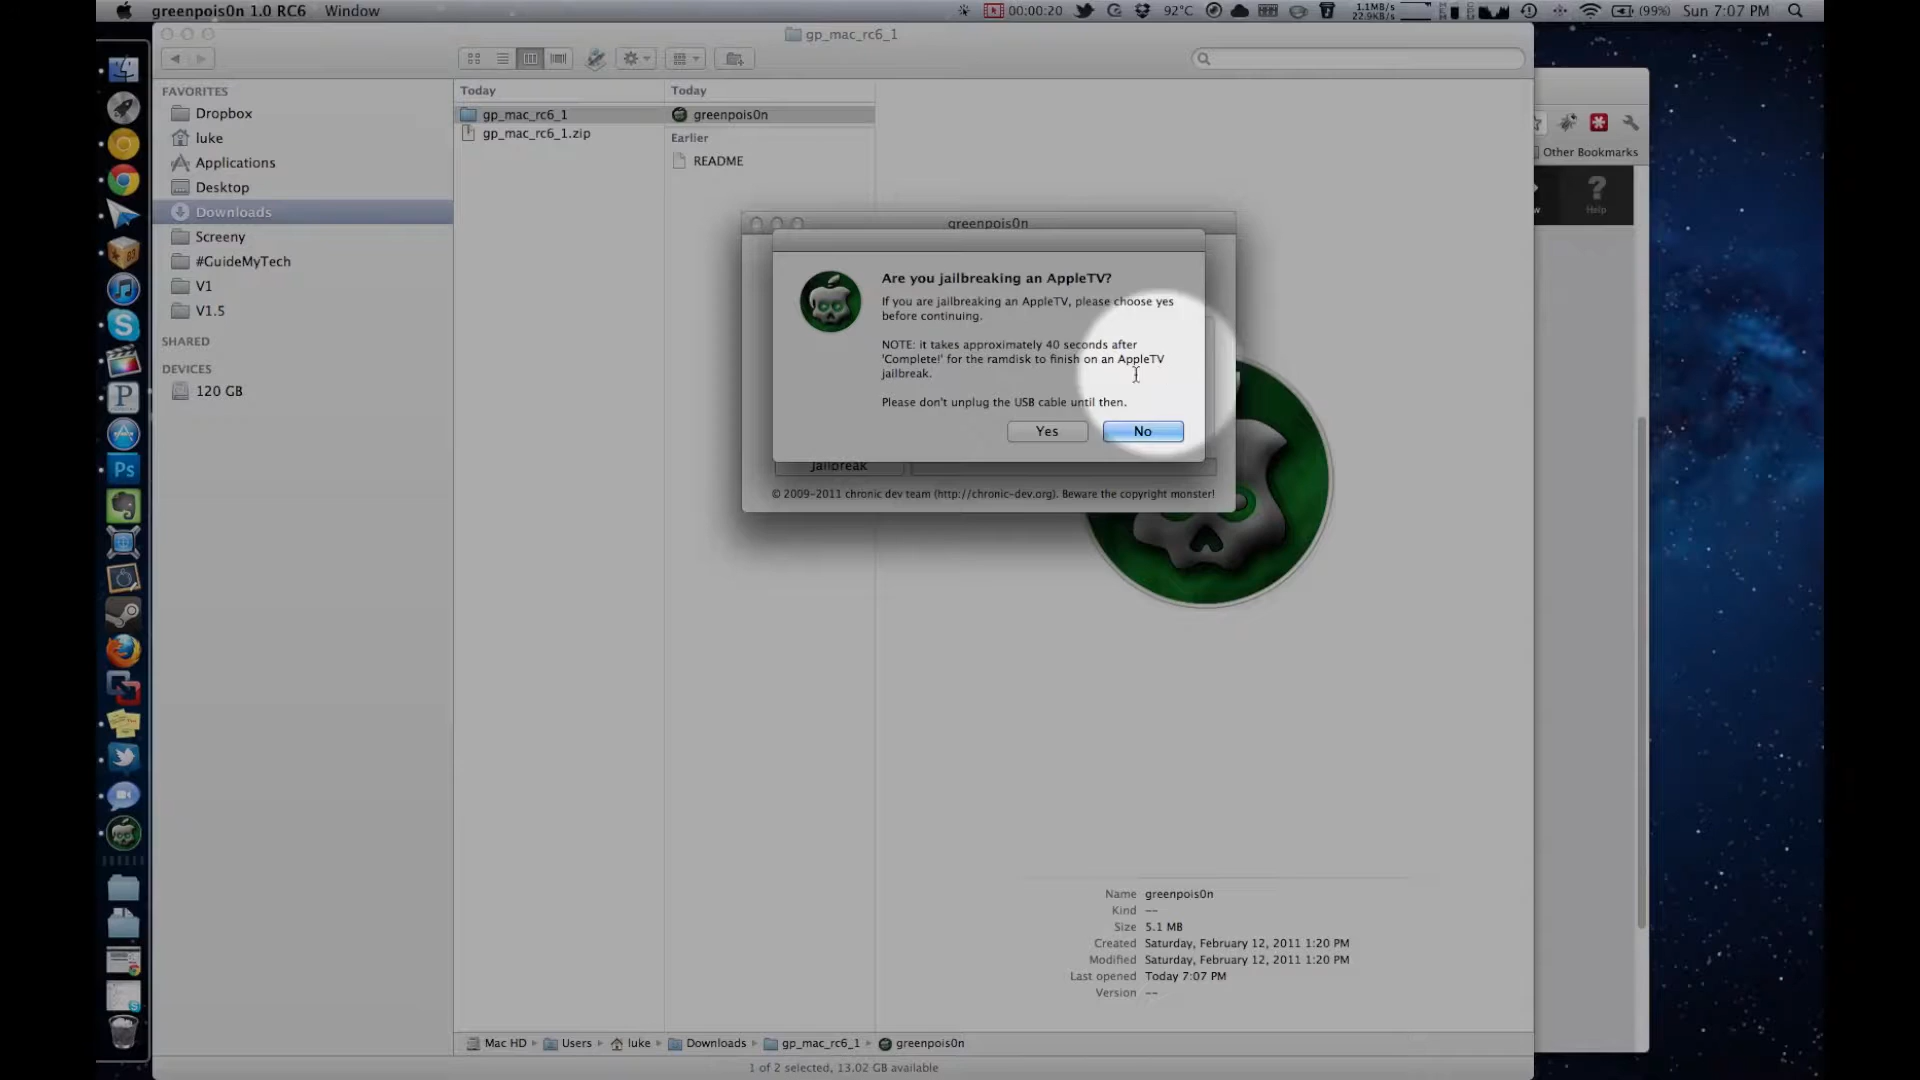 greenpois0n 1.0 RC6 Window
00:00:20 92°C 1.1MB/s 22.9KB/s (99%) Sun 7:07 PM
gp_mac_rc6_1
FAVORITES
Dropbox
luke
Applications
Desktop
Downloads
Screeny
#GuideMyTech
V1
V1.5
SHARED
DEVICES
120 GB
Today
gp_mac_rc6_1
gp_mac_rc6_1.zip
Today
greenpois0n
Earlier
README
Other Bookmarks
Help
greenpois0n
Are you jailbreaking an AppleTV?
If you are jailbreaking an AppleTV, please choose yes
before continuing.
NOTE: it takes approximately 40 seconds after
'Complete!' for the ramdisk to finish on an AppleTV
jailbreak.
Please don't unplug the USB cable until then.
Yes No
Jailbreak
© 2009-2011 chronic dev team (http://chronic-dev.org). Beware the copyright monster!
Name greenpois0n
Kind --
Size 5.1 MB
Created Saturday, February 12, 2011 1:20 PM
Modified Saturday, February 12, 2011 1:20 PM
Last opened Today 7:07 PM
Version --
Mac HD Users luke Downloads gp_mac_rc6_1 greenpois0n
1 of 2 selected, 13.02 GB available